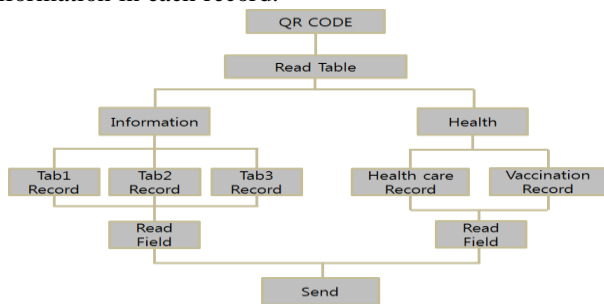 information in each record.
QR CODE
Read Table
Information
Health
Tab1
Record
Tab2
Record
Tab3
Record
Health care
Record
Vaccination
Record
Read
Field
Read
Field
Send